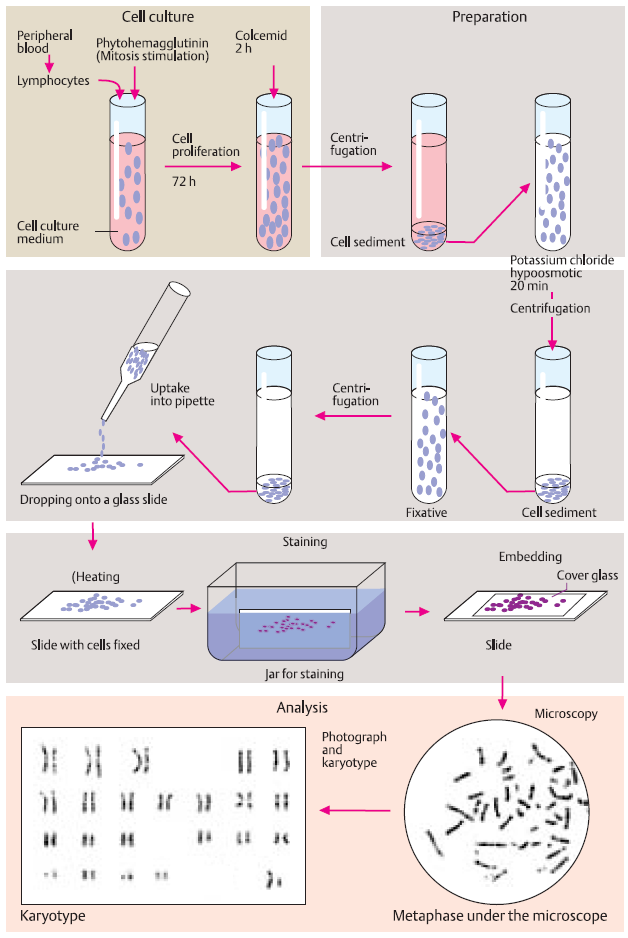 Cell culture
Peripheral
blood
Lymphocytes
Phytohemagglutinin
(Mitosis stimulation)
Colcemid
2 h
Cell
proliferation
72 h
Cell culture
medium
Preparation
Centri-
fugation
Cell sediment
Potassium chloride
hypoosmotic
20 min
Centrifugation
Uptake
into pipette
Centri-
fugation
Dropping onto a glass slide
Fixative
Cell sediment
Staining
(Heating
Embedding
Cover glass
Slide with cells fixed
Jar for staining
Slide
Analysis
Photograph
and
karyotype
Microscopy
Karyotype
Metaphase under the microscope